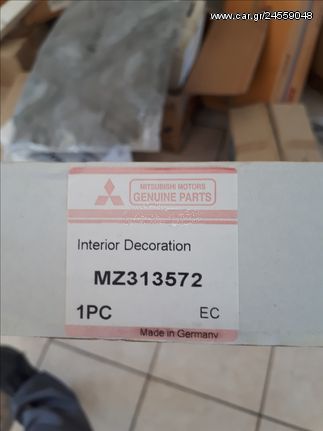 www.car.gr/24559048
MITSUBISHI MOTORS
GENUINE PARTS
Interior Decoration
MZ313572
1PC EC
Made in Germany